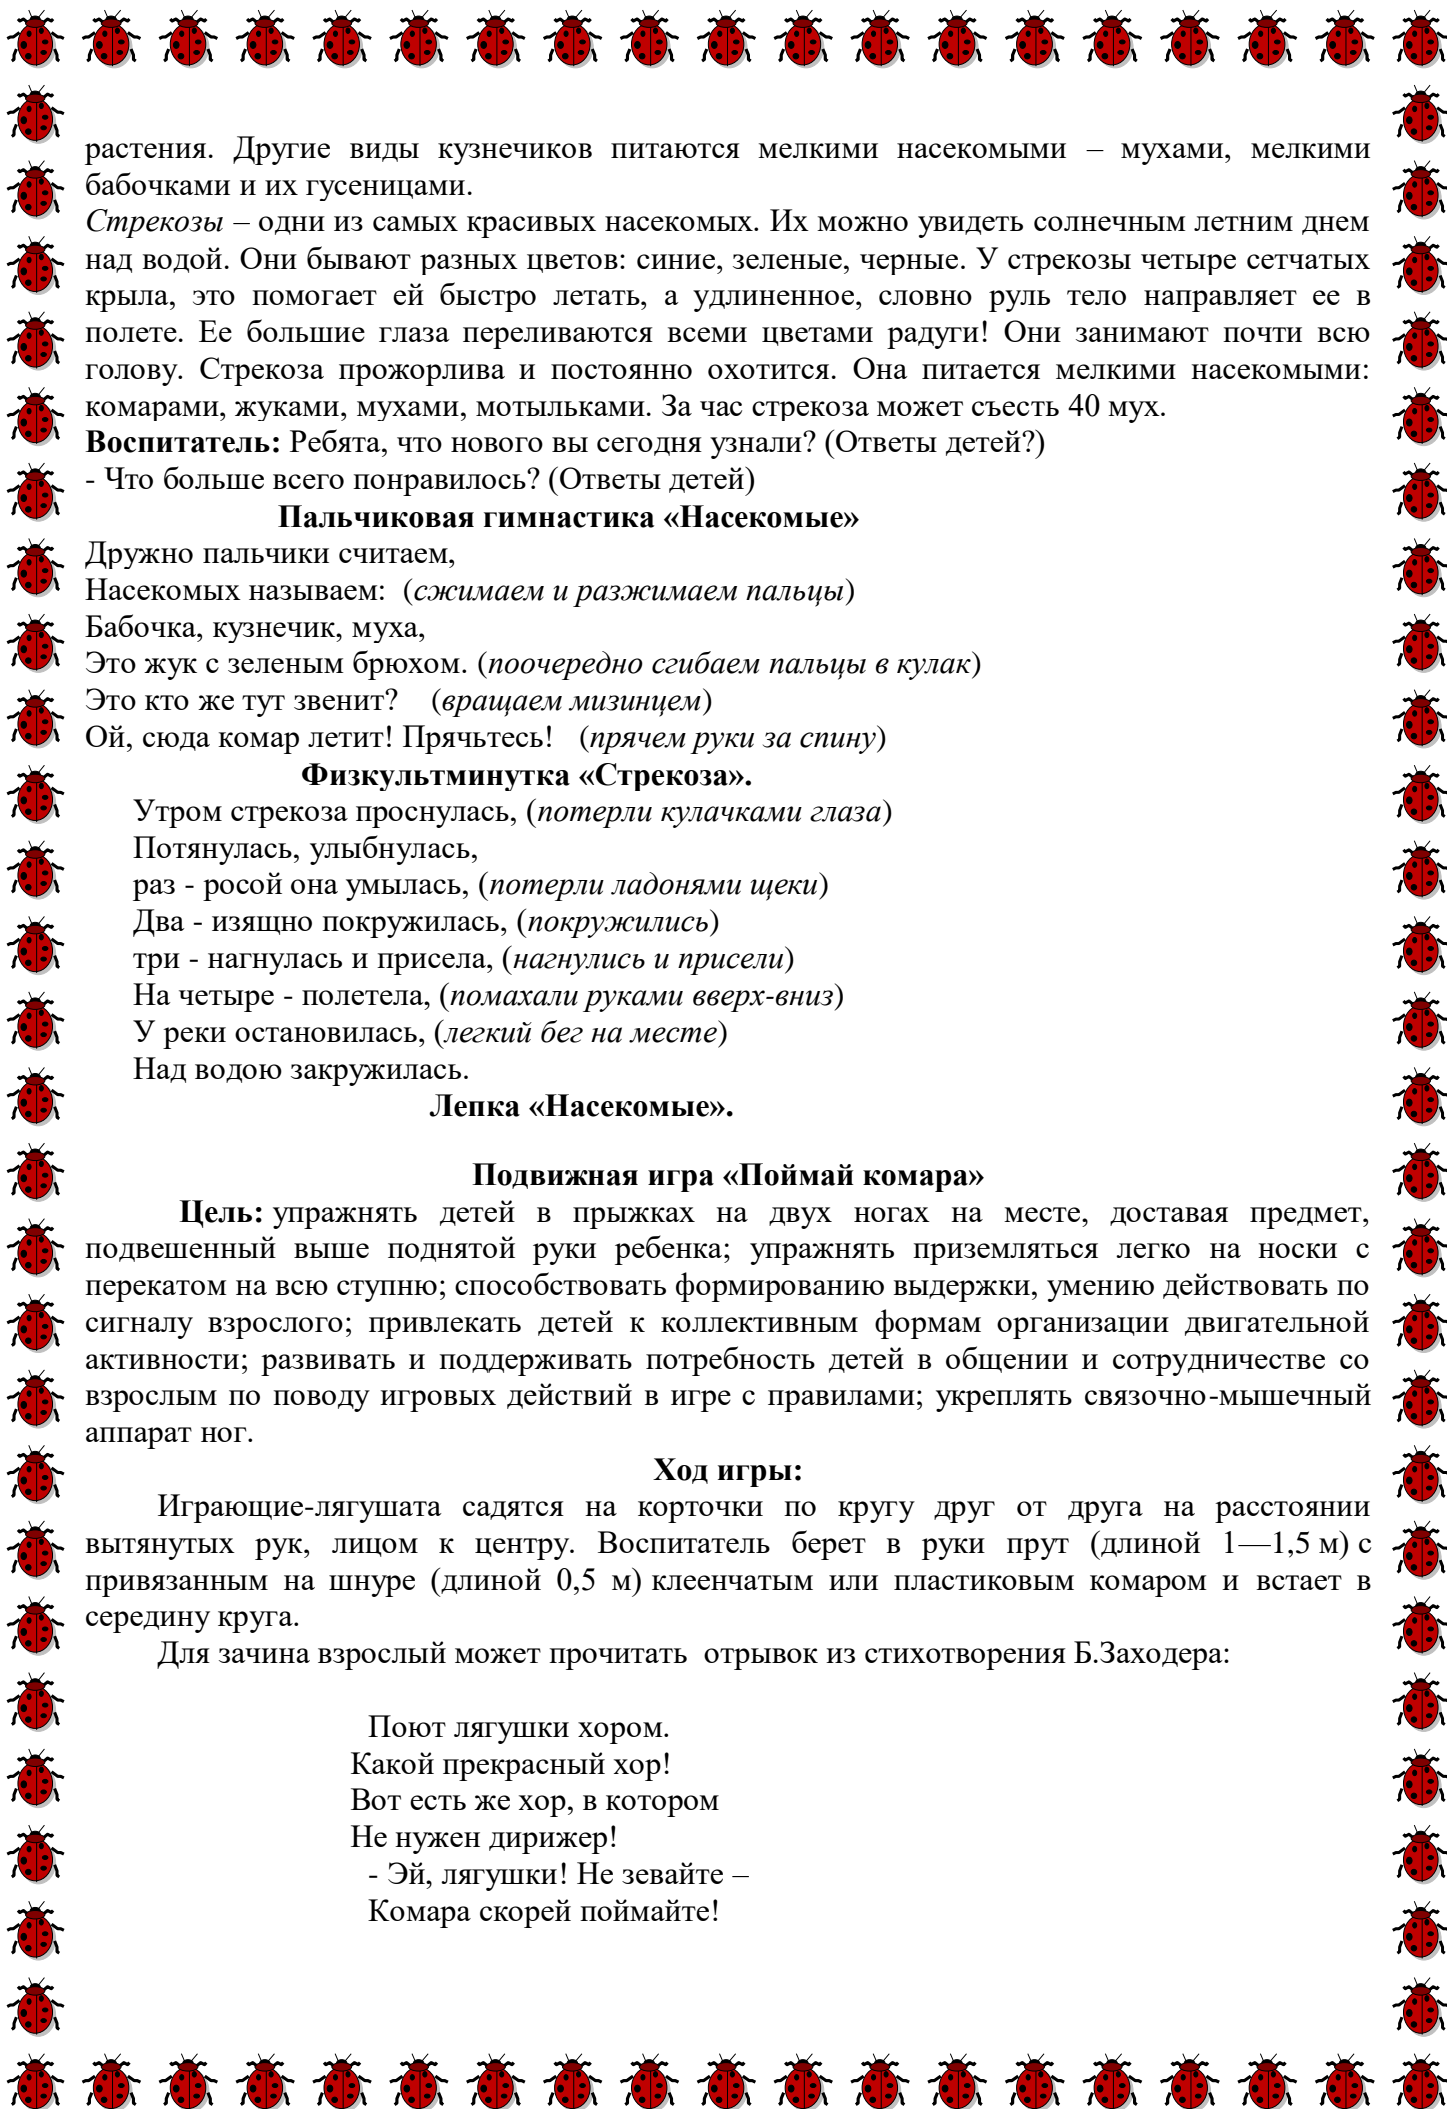 растения. Другие виды кузнечиков питаются мелкими насекомыми – мухами, мелкими
бабочками и их гусеницами.
Стрекозы – одни из самых красивых насекомых. Их можно увидеть солнечным летним днем
над водой. Они бывают разных цветов: синие, зеленые, черные. У стрекозы четыре сетчатых
крыла, это помогает ей быстро летать, а удлиненное, словно руль тело направляет ее в
полете. Ее большие глаза переливаются всеми цветами радуги! Они занимают почти всю
голову. Стрекоза прожорлива и постоянно охотится. Она питается мелкими насекомыми:
комарами, жуками, мухами, мотыльками. За час стрекоза может съесть 40 мух.
Воспитатель: Ребята, что нового вы сегодня узнали? (Ответы детей?)
- Что больше всего понравилось? (Ответы детей)
Пальчиковая гимнастика «Насекомые»
Дружно пальчики считаем,
Насекомых называем: (сжимаем и разжимаем пальцы)
Бабочка, кузнечик, муха,
Это жук с зеленым брюхом. (поочередно сгибаем пальцы в кулак)
Это кто же тут звенит? (вращаем мизинцем)
Ой, сюда комар летит! Прячьтесь! (прячем руки за спину)
Физкультминутка «Стрекоза».
Утром стрекоза проснулась, (потерли кулачками глаза)
Потянулась, улыбнулась,
раз - росой она умылась, (потерли ладонями щеки)
Два - изящно покружилась, (покружились)
три - нагнулась и присела, (нагнулись и присели)
На четыре - полетела, (помахали руками вверх-вниз)
У реки остановилась, (легкий бег на месте)
Над водою закружилась.
Лепка «Насекомые».
Подвижная игра «Поймай комара»
Цель: упражнять детей в прыжках на двух ногах на месте, доставая предмет,
подвешенный выше поднятой руки ребенка; упражнять приземляться легко на носки с
перекатом на всю ступню; способствовать формированию выдержки, умению действовать по
сигналу взрослого; привлекать детей к коллективным формам организации двигательной
активности; развивать и поддерживать потребность детей в общении и сотрудничестве со
взрослым по поводу игровых действий в игре с правилами; укреплять связочно-мышечный
аппарат ног.
Ход игры:
Играющие-лягушата садятся на корточки по кругу друг от друга на расстоянии
вытянутых рук, лицом к центру. Воспитатель берет в руки прут (длиной 1—1,5 м) с
привязанным на шнуре (длиной 0,5 м) клеенчатым или пластиковым комаром и встает в
середину круга.
Для зачина взрослый может прочитать отрывок из стихотворения Б.Заходера:
Поют лягушки хором.
Какой прекрасный хор!
Вот есть же хор, в котором
Не нужен дирижер!
- Эй, лягушки! Не зевайте –
Комара скорей поймайте!